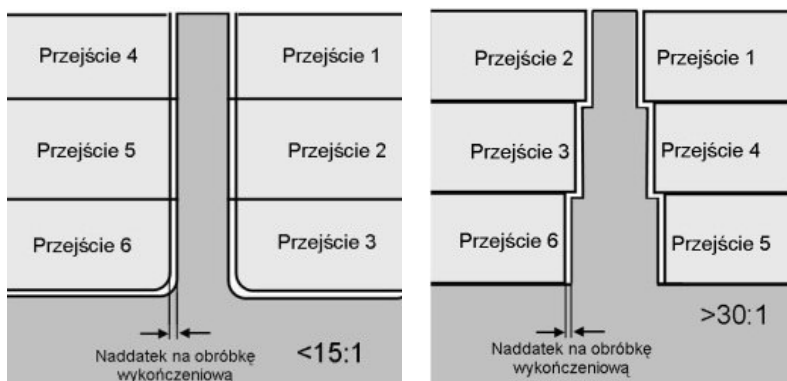 Przejście 4
Przejście 1
Przejście 5
Przejście 2
Przejście 6
Przejście 3
Naddatek na obróbkę
wykończeniową
<15:1
Przejście 2
Przejście 1
Przejście 3
Przejście 4
Przejście 6
Przejście 5
Naddatek na obróbkę
wykończeniową
>30:1